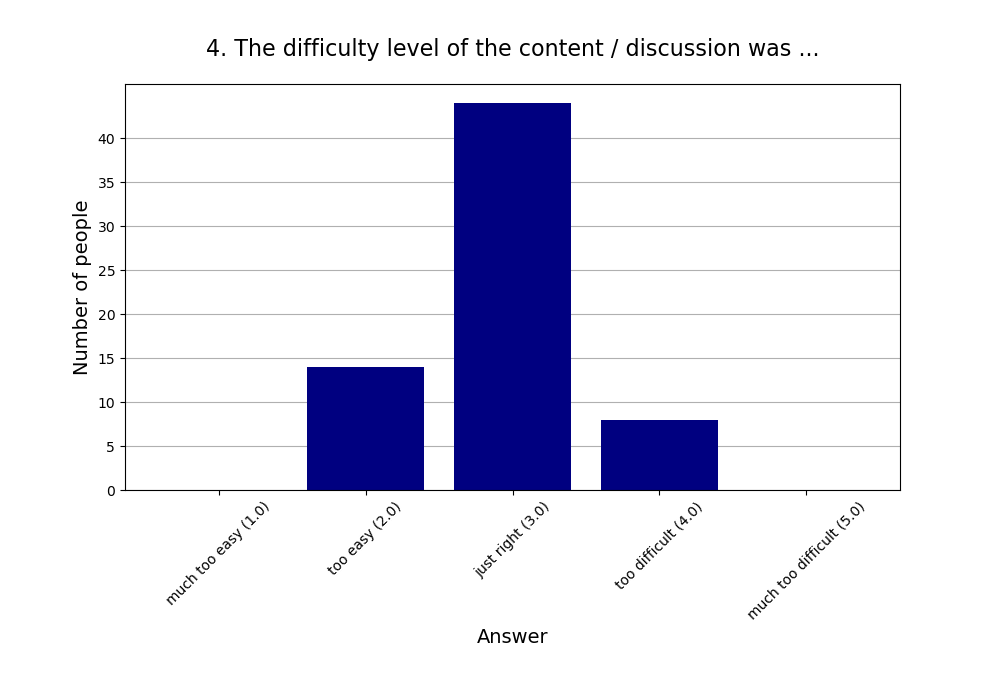 4. The difficulty level of the content / discussion was ...
Number of people
40
35
30
25
20
15
10
5
0
much too easy (1.0)
too easy (2.0)
just right (3.0)
too difficult (4.0)
much too difficult (5.0)
Answer